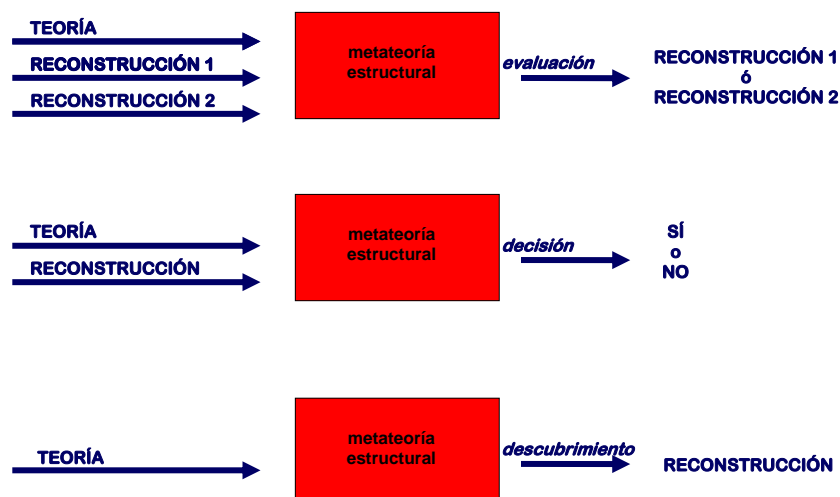 TEORÍA
RECONSTRUCCIÓN 1
RECONSTRUCCIÓN 2
metateoría
estructural
evaluación
RECONSTRUCCIÓN 1
ó
RECONSTRUCCIÓN 2
TEORÍA
RECONSTRUCCIÓN
metateoría
estructural
decisión
SÍ
o
NO
TEORÍA
metateoría
estructural
descubrimiento
RECONSTRUCCIÓN